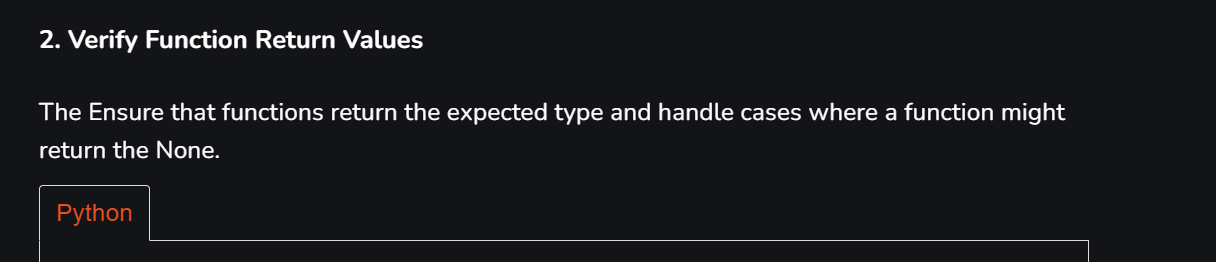 2. Verify Function Return Values
The Ensure that functions return the expected type and handle cases where a function might
return the None.
Python